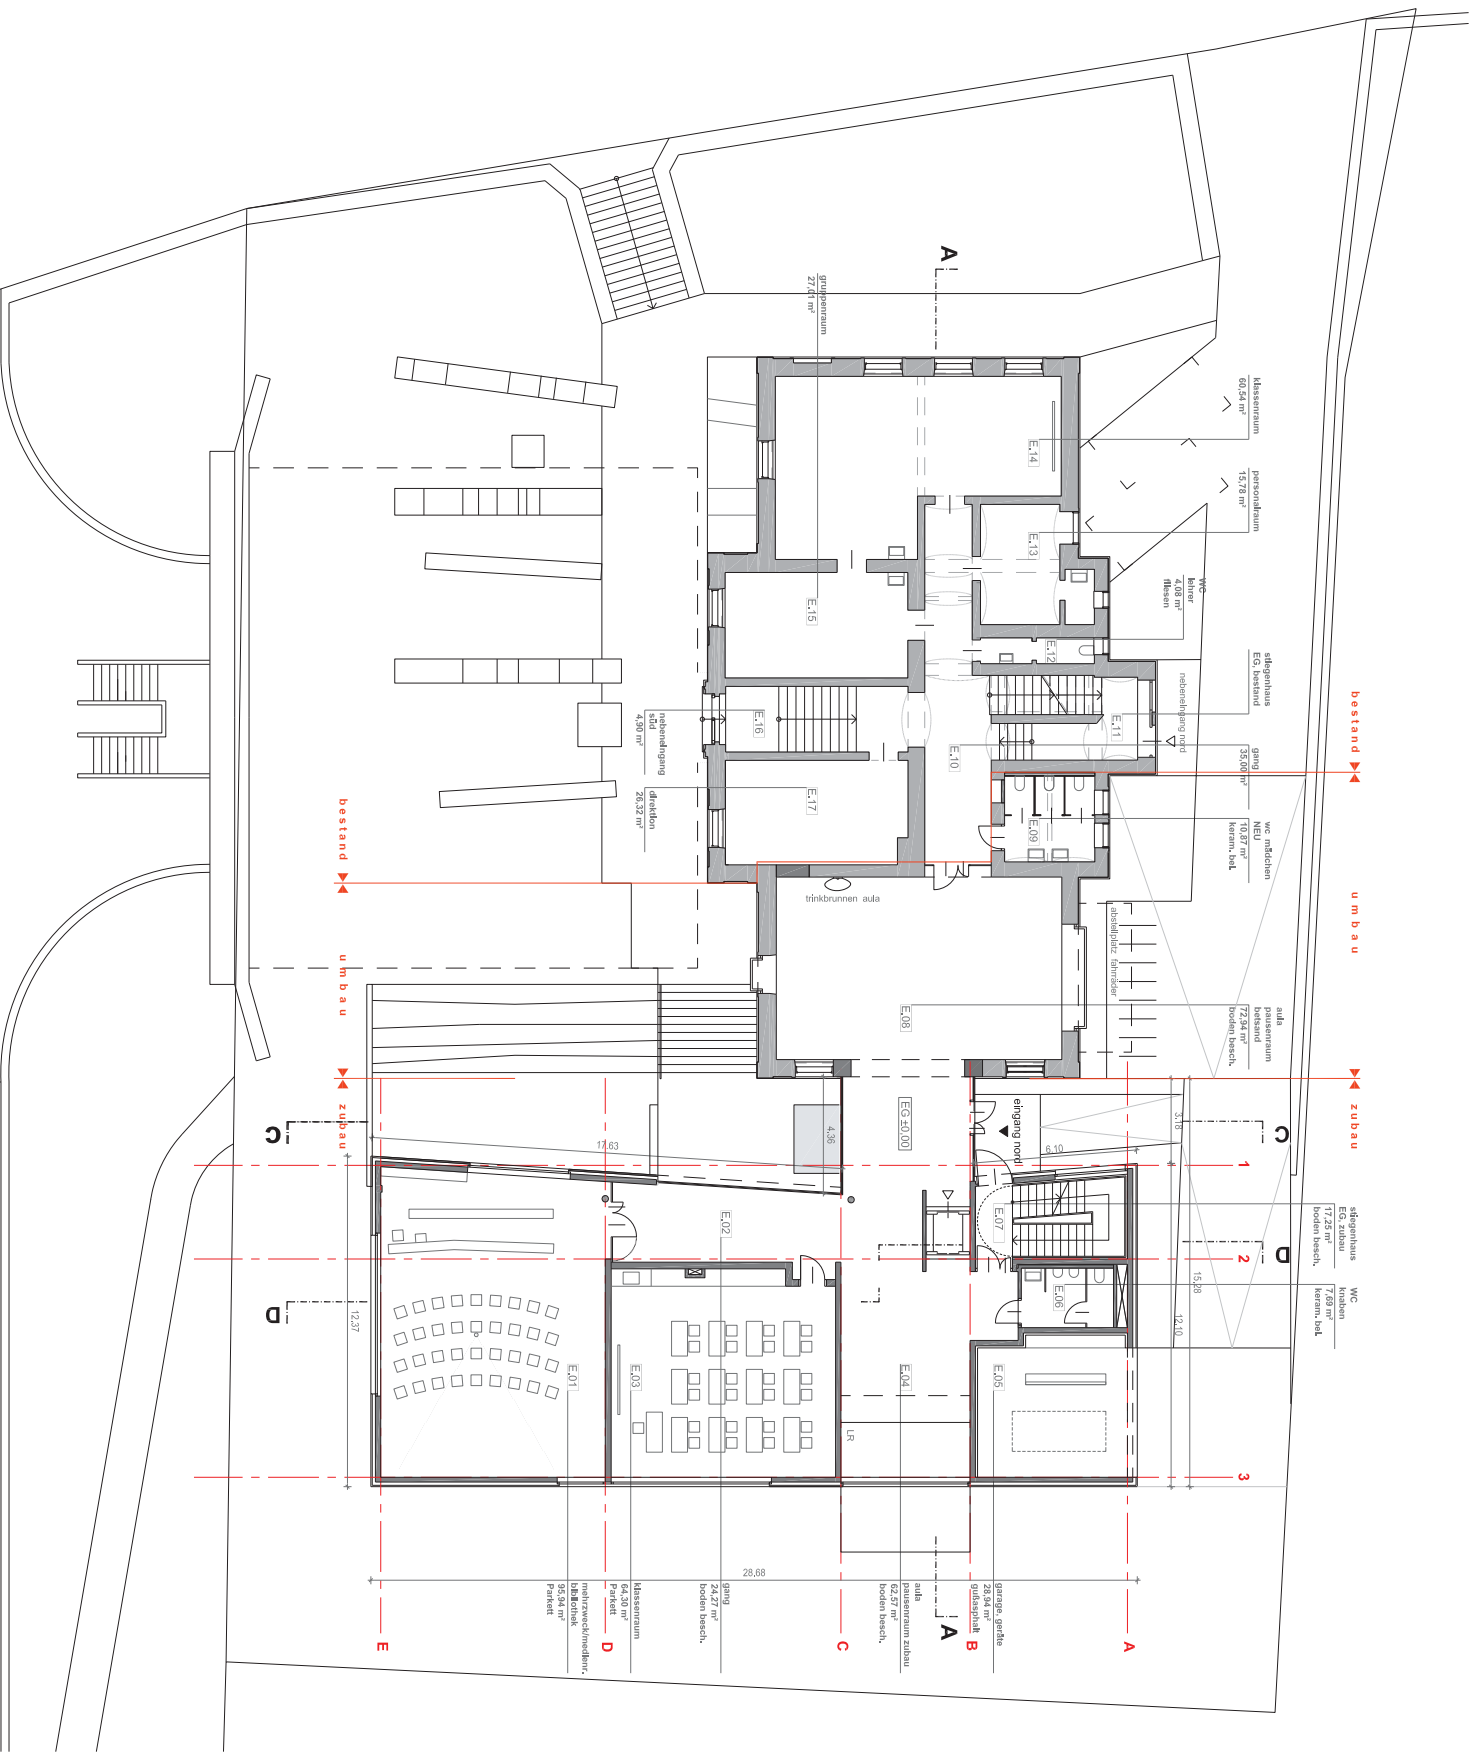 A
gruppenraum
27,01 m²
klassenraum
60,54 m²
personalraum
15,78 m²
WC
lehrer
4,08 m²
fliesen
stiegenhaus
EG, bestand
nebeneingang nord
gang
35,00 m²
wc mädchen
NEU
10,87 m²
keram. bel.
bestand
umbau
zubau
E.14
E.13
E.12
E.11
E.15
E.16
E.10
E.17
E.09
nebeneingang
süd
4,90 m²
direktion
26,32 m²
bestand
umbau
zubau
trinkbrunnen aula
abstellplatz fahrräder
aula
pausenraum
betsand
72,94 m²
boden besch.
E.08
EG ±0,00
eingang nord
C
C
D
D
4,36
17,63
6,10
3,18
15,28
12,10
12,37
28,68
1
2
3
stiegenhaus
EG, zubau
17,25 m²
boden besch.
WC
knaben
7,69 m²
keram. bel.
E.07
E.06
E.02
E.01
E.03
E.04
E.05
LR
mehrzweck/medienr.
bibliothek
95,94 m²
Parkett
klassenraum
64,30 m²
Parkett
gang
24,27 m²
boden besch.
aula
pausenraum zubau
62,57 m²
boden besch.
garage, geräte
28,94 m²
gußasphalt
A
E
D
C
B
A